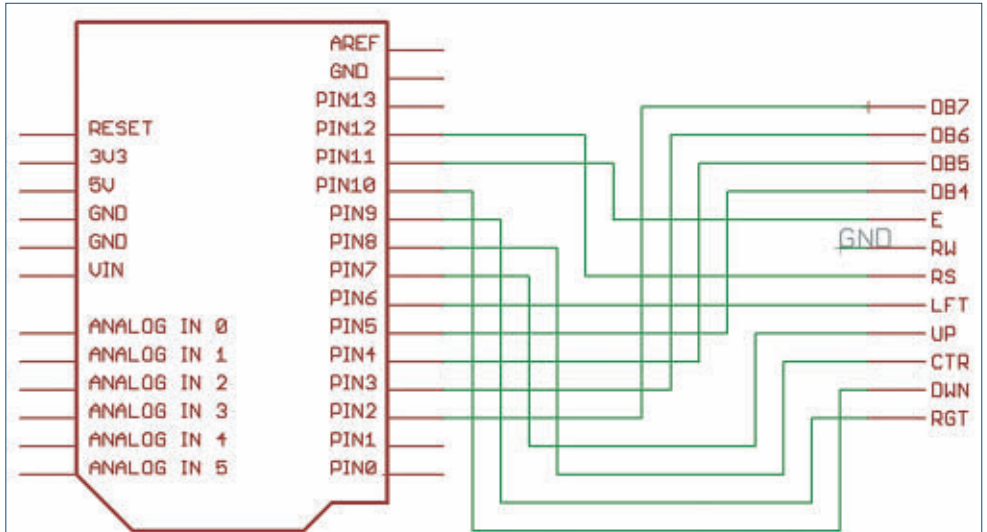 AREF
GND
PIN13
PIN12
PIN11
PIN10
PIN9
PIN8
PIN7
PIN6
PIN5
PIN4
PIN3
PIN2
PIN1
PIN0
RESET
3V3
5V
GND
GND
VIN
ANALOG IN 0
ANALOG IN 1
ANALOG IN 2
ANALOG IN 3
ANALOG IN 4
ANALOG IN 5
DB7
DB6
DB5
DB4
E
GND RW
RS
LFT
UP
CTR
DWN
RGT